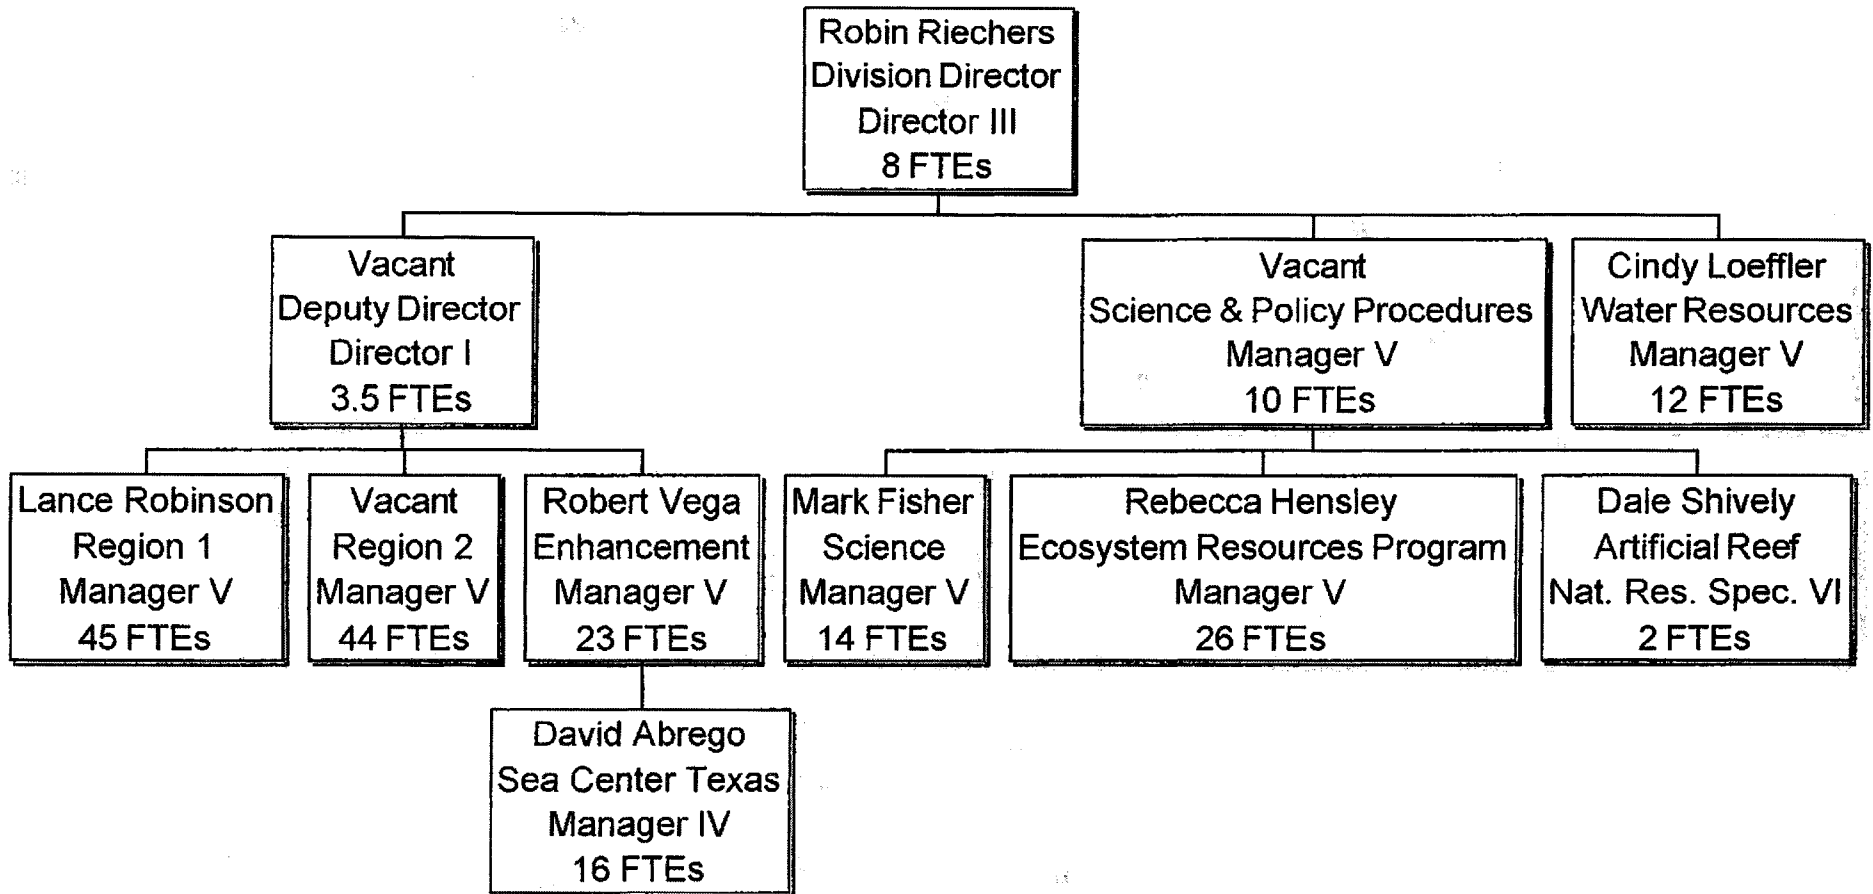 Robin Riechers
Division Director
Director III
8 FTEs
Vacant
Deputy Director
Director I
3.5 FTEs
Vacant
Science & Policy Procedures
Manager V
10 FTEs
Cindy Loeffler
Water Resources
Manager V
12 FTEs
Lance Robinson
Region 1
Manager V
45 FTEs
Vacant
Region 2
Manager V
44 FTEs
Robert Vega
Enhancement
Manager V
23 FTEs
Mark Fisher
Science
Manager V
14 FTEs
Rebecca Hensley
Ecosystem Resources Program
Manager V
26 FTEs
Dale Shively
Artificial Reef
Nat. Res. Spec. VI
2 FTEs
David Abrego
Sea Center Texas
Manager IV
16 FTEs